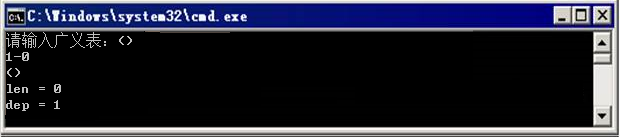 C:\Windows\system32\cmd.exe
请输入广义表：()
1-0
()
len = 0
dep = 1